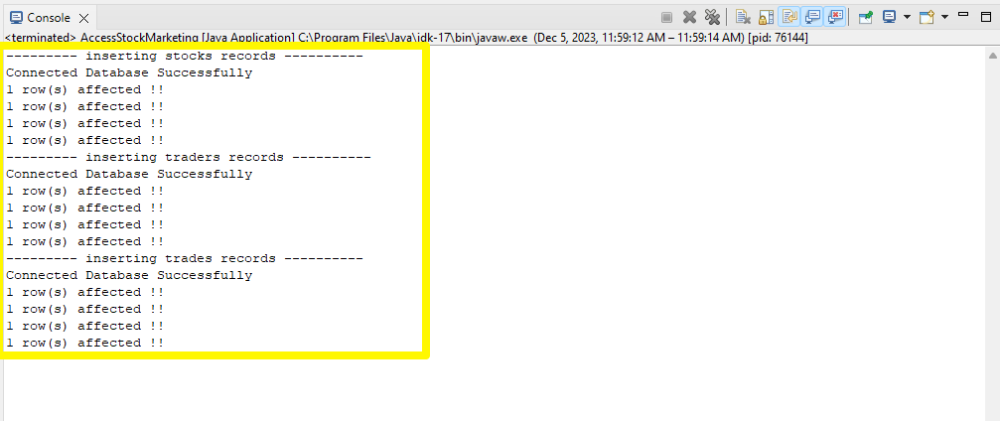 Console
<terminated> AccessStockMarketing [Java Application] C:\Program Files\Java\jdk-17\bin\javaw.exe (Dec 5, 2023, 11:59:12 AM – 11:59:14 AM) [pid: 76144]
--------- inserting stocks records ----------
Connected Database Successfully
1 row(s) affected !!
1 row(s) affected !!
1 row(s) affected !!
1 row(s) affected !!
--------- inserting traders records ----------
Connected Database Successfully
1 row(s) affected !!
1 row(s) affected !!
1 row(s) affected !!
1 row(s) affected !!
--------- inserting trades records ----------
Connected Database Successfully
1 row(s) affected !!
1 row(s) affected !!
1 row(s) affected !!
1 row(s) affected !!